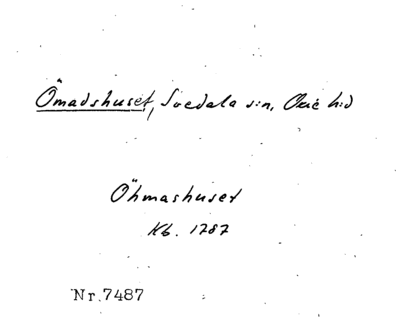 Ömadshuset, Svedala s:n, Oxie h:d
Öhmashuset
Kb. 1787
Nr.7487